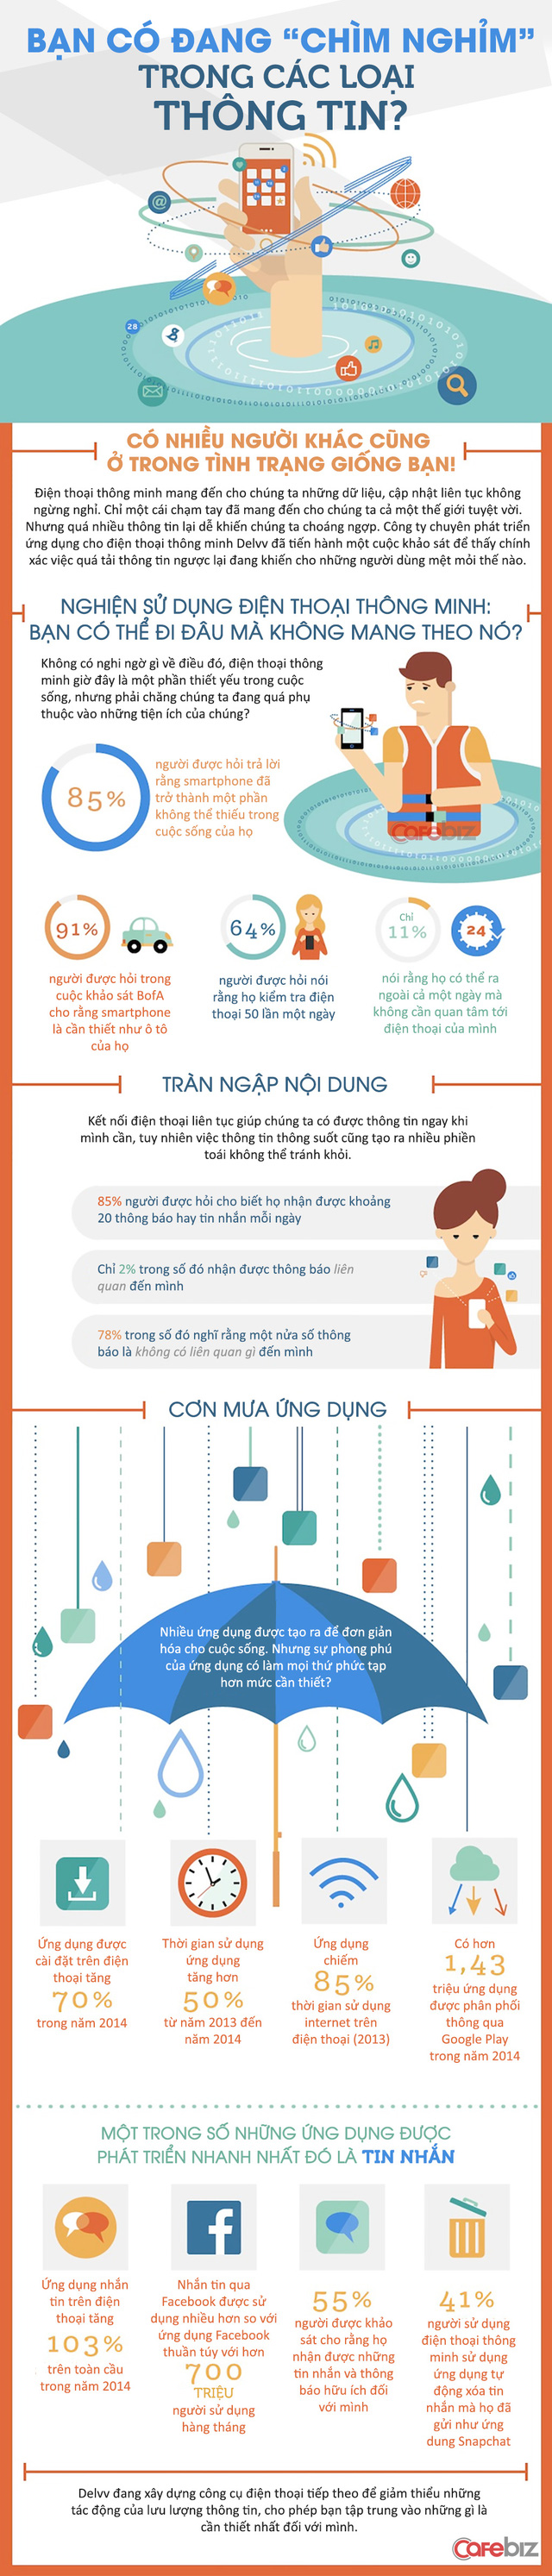 BẠN CÓ ĐANG “CHÌM NGHỈM”
TRONG CÁC LOẠI
THÔNG TIN?
@
28
CÓ NHIỀU NGƯỜI KHÁC CŨNG
Ở TRONG TÌNH TRẠNG GIỐNG BẠN!
Điện thoại thông minh mang đến cho chúng ta những dữ liệu, cập nhật liên tục không
ngừng nghỉ. Chỉ một cái chạm tay đã mang đến cho chúng ta cả một thế giới tuyệt vời.
Nhưng quá nhiều thông tin lại dễ khiến chúng ta choáng ngợp. Công ty chuyên phát triển
ứng dụng cho điện thoại thông minh Delvv đã tiến hành một cuộc khảo sát để thấy chính
xác việc quá tải thông tin ngược lại đang khiến cho những người dùng mệt mỏi thế nào.
NGHIỆN SỬ DỤNG ĐIỆN THOẠI THÔNG MINH:
BẠN CÓ THỂ ĐI ĐÂU MÀ KHÔNG MANG THEO NÓ?
Không có nghi ngờ gì về điều đó, điện thoại thông
minh giờ đây là một phần thiết yếu trong cuộc
sống, nhưng phải chăng chúng ta đang quá phụ
thuộc vào những tiện ích của chúng?
85%
người được hỏi trả lời
rằng smartphone đã
trở thành một phần
không thể thiếu trong
cuộc sống của họ
CafeBiz
91%
người được hỏi trong
cuộc khảo sát BofA
cho rằng smartphone
là cần thiết như ô tô
của họ
64%
người được hỏi nói
rằng họ kiểm tra điện
thoại 50 lần một ngày
Chỉ
11%
24
nói rằng họ có thể ra
ngoài cả một ngày mà
không cần quan tâm tới
điện thoại của mình
TRÀN NGẬP NỘI DUNG
Kết nối điện thoại liên tục giúp chúng ta có được thông tin ngay khi
mình cần, tuy nhiên việc thông tin thông suốt cũng tạo ra nhiều phiền
toái không thể tránh khỏi.
85% người được hỏi cho biết họ nhận được khoảng
20 thông báo hay tin nhắn mỗi ngày
Chỉ 2% trong số đó nhận được thông báo liên
quan đến mình
78% trong số đó nghĩ rằng một nửa số thông
báo là không có liên quan gì đến mình
CƠN MƯA ỨNG DỤNG
Nhiều ứng dụng được tạo ra để đơn giản
hóa cho cuộc sống. Nhưng sự phong phú
của ứng dụng có làm mọi thứ phức tạp
hơn mức cần thiết?
Ứng dụng được
cài đặt trên điện
thoại tăng
70%
trong năm 2014
Thời gian sử dụng
ứng dụng
tăng hơn
50%
từ năm 2013 đến
năm 2014
Ứng dụng
chiếm
85%
thời gian sử dụng
internet trên
điện thoại (2013)
Có hơn
1,43
triệu ứng dụng
được phân phối
thông qua
Google Play
trong năm 2014
MỘT TRONG SỐ NHỮNG ỨNG DỤNG ĐƯỢC
PHÁT TRIỂN NHANH NHẤT ĐÓ LÀ TIN NHẮN
Ứng dụng nhắn
tin trên điện
thoại tăng
103%
trên toàn cầu
trong năm 2014
f
Nhắn tin qua
Facebook được sử
dụng nhiều hơn so với
ứng dụng Facebook
thuần túy với hơn
700
TRIỆU
người sử dụng
hàng tháng
55%
người được khảo
sát cho rằng họ
nhận được những
tin nhắn và thông
báo hữu ích đối
với mình
41%
người sử dụng
điện thoại thông
minh sử dụng
ứng dụng tự
động xóa tin
nhắn mà họ đã
gửi như ứng
dung Snapchat
Delvv đang xây dựng công cụ điện thoại tiếp theo để giảm thiểu những
tác động của lưu lượng thông tin, cho phép bạn tập trung vào những gì là
cần thiết nhất đối với mình.
Cafebiz